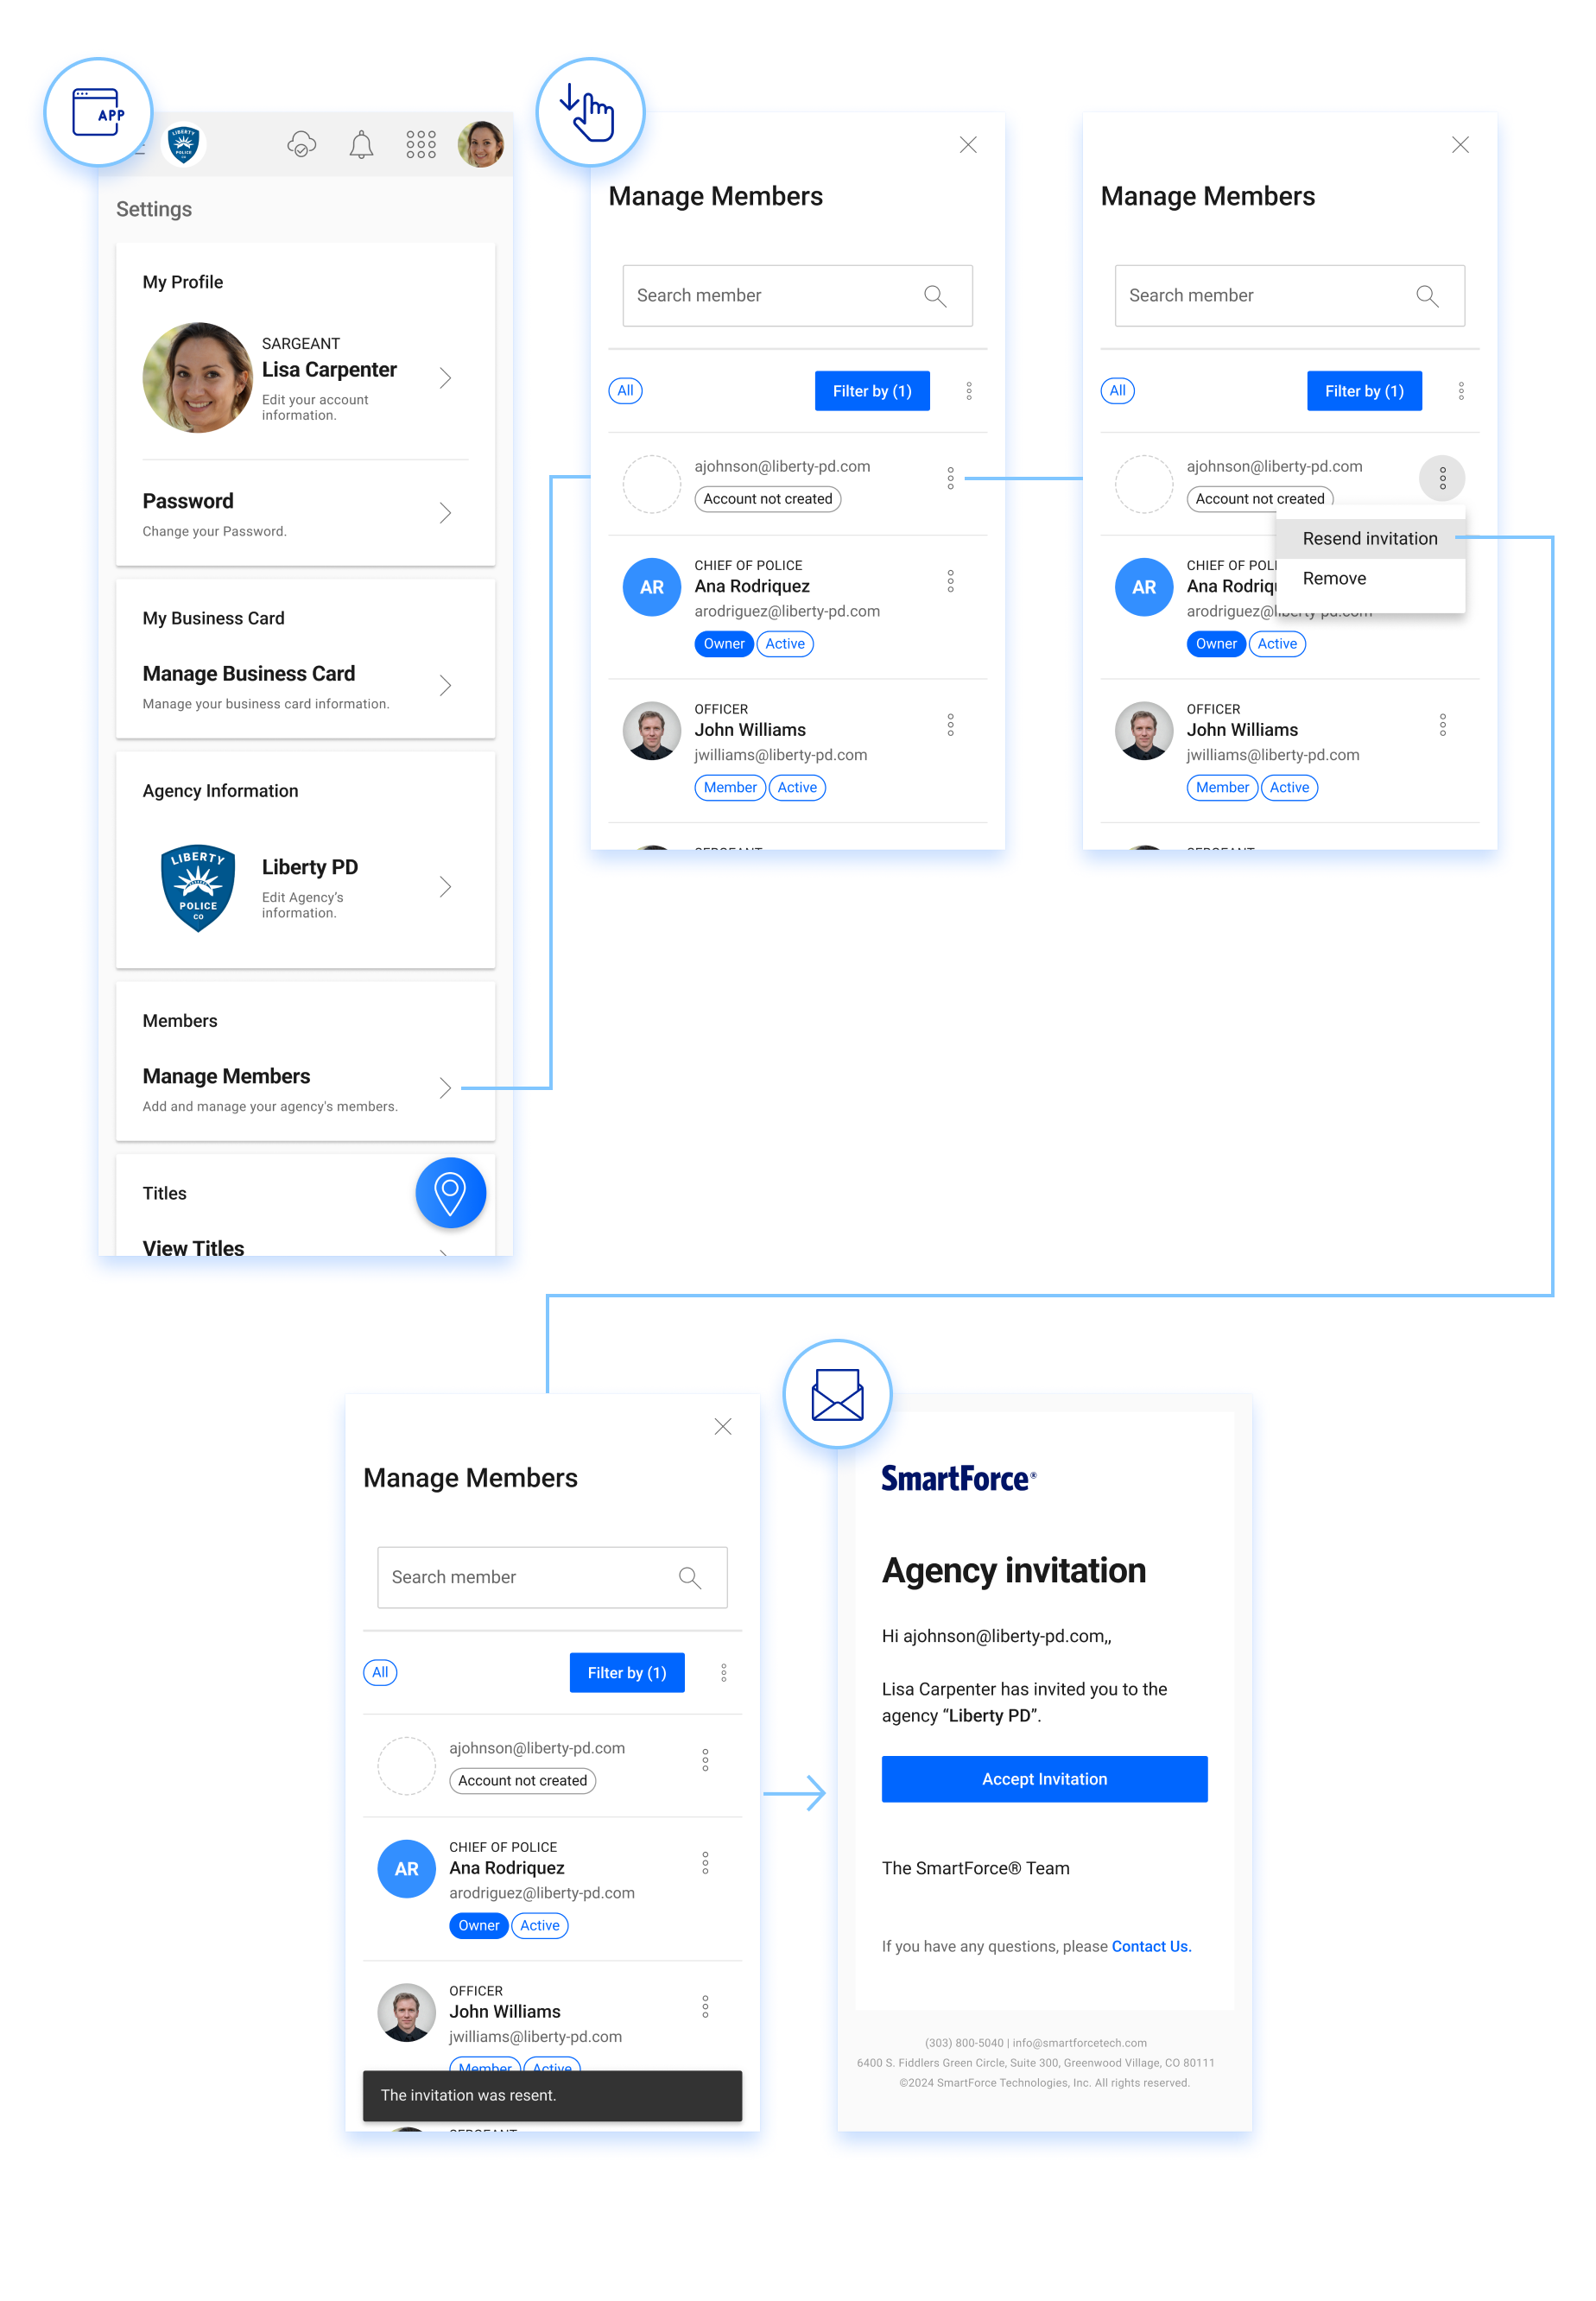 APP
LIBERTY
Settings
My Profile
SARGEANT
Lisa Carpenter
Edit your account
information.
Password
Change your Password.
My Business Card
Manage Business Card
Manage your business card information.
Agency Information
LIBERTY
POLICE
CO
Liberty PD
Edit Agency's
information.
Members
Manage Members
Add and manage your agency's members.
Titles
View Titles
Manage Members
Search member
All
Filter by (1)
ajohnson@liberty-pd.com
Account not created
CHIEF OF POLICE
AR
Ana Rodriquez
arodriguez@liberty-pd.com
Owner Active
OFFICER
John Williams
jwilliams@liberty-pd.com
Member Active
SERGEANT
Manage Members
Search member
All
Filter by (1)
ajohnson@liberty-pd.com
Account not created
Resend invitation
Remove
CHIEF OF POLI
AR
Ana Rodriq
arodriguez@liberty-pd.com
Owner Active
OFFICER
John Williams
jwilliams@liberty-pd.com
Member Active
SERGEANT
Manage Members
Search member
All
Filter by (1)
ajohnson@liberty-pd.com
Account not created
CHIEF OF POLICE
AR
Ana Rodriquez
arodriguez@liberty-pd.com
Owner Active
OFFICER
John Williams
jwilliams@liberty-pd.com
Member Active
The invitation was resent.
SERGEANT
SmartForce®
Agency invitation
Hi ajohnson@liberty-pd.com,,
Lisa Carpenter has invited you to the
agency “Liberty PD”.
Accept Invitation
The SmartForce® Team
If you have any questions, please Contact Us.
(303) 800-5040 | info@smartforcetech.com
6400 S. Fiddlers Green Circle, Suite 300, Greenwood Village, CO 80111
©2024 SmartForce Technologies, Inc. All rights reserved.